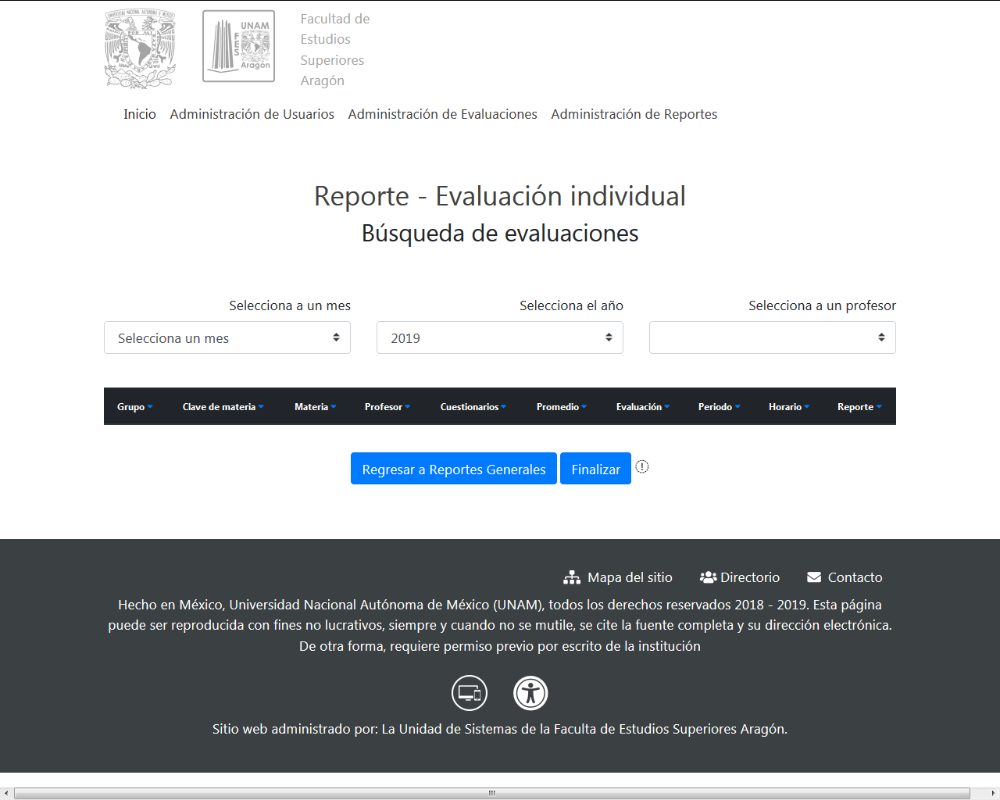 UNIVERSIDAD NACIONAL AUTÓNOMA DE MÉXICO
UNAM
FES
Aragón
Facultad de
Estudios
Superiores
Aragón
Inicio Administración de Usuarios Administración de Evaluaciones Administración de Reportes
Reporte - Evaluación individual
Búsqueda de evaluaciones
Selecciona a un mes Selecciona el año Selecciona a un profesor
Selecciona un mes 2019
Grupo Clave de materia Materia Profesor Cuestionarios Promedio Evaluación Periodo Horario Reporte
Regresar a Reportes Generales Finalizar
Mapa del sitio Directorio Contacto
Hecho en México, Universidad Nacional Autónoma de México (UNAM), todos los derechos reservados 2018 - 2019. Esta página
puede ser reproducida con fines no lucrativos, siempre y cuando no se mutile, se cite la fuente completa y su dirección electrónica.
De otra forma, requiere permiso previo por escrito de la institución
Sitio web administrado por: La Unidad de Sistemas de la Faculta de Estudios Superiores Aragón.